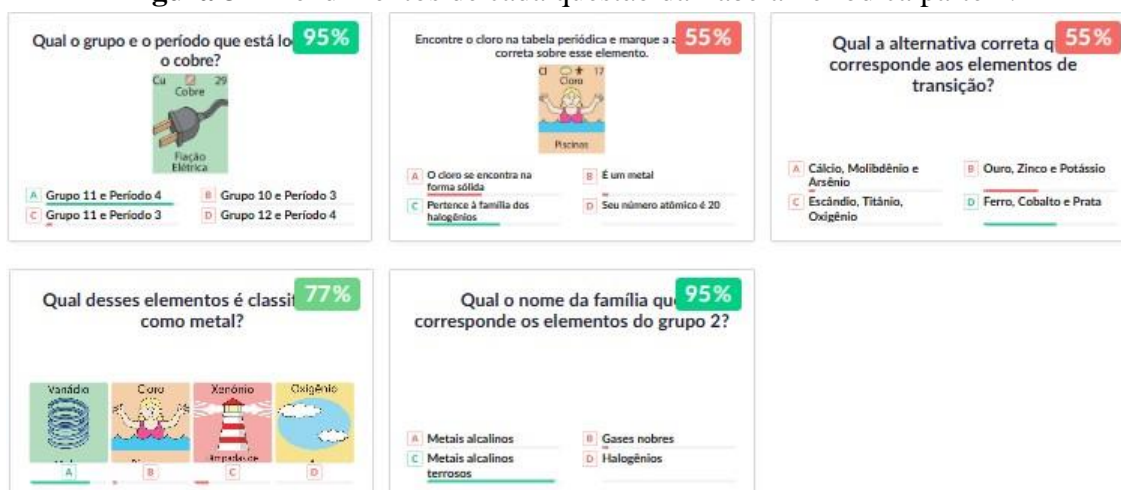 Qual o grupo e o período que está lo 95%
o cobre?
Cu 29
Cobre
Fiação
Elétrica
A Grupo 11 e Período 4
B Grupo 10 e Período 3
C Grupo 11 e Período 3
D Grupo 12 e Período 4
Encontre o cloro na tabela periódica e marque a a 55%
correta sobre esse elemento.
Cl 17
Cloro
Piscinas
A O cloro se encontra na
forma sólida
B É um metal
C Pertence à família dos
halogênios
D Seu número atômico é 20
Qual a alternativa correta q 55%
corresponde aos elementos de
transição?
A Cálcio, Molibdênio e
Arsênio
B Ouro, Zinco e Potássio
C Escândio, Titânio,
Oxigênio
D Ferro, Cobalto e Prata
Qual desses elementos é classif 77%
como metal?
Vanádio
Cloro
Xenônio
Oxigênio
A
B
C
D
Qual o nome da família qu 95%
corresponde os elementos do grupo 2?
A Metais alcalinos
B Gases nobres
C Metais alcalinos
terrosos
D Halogênios